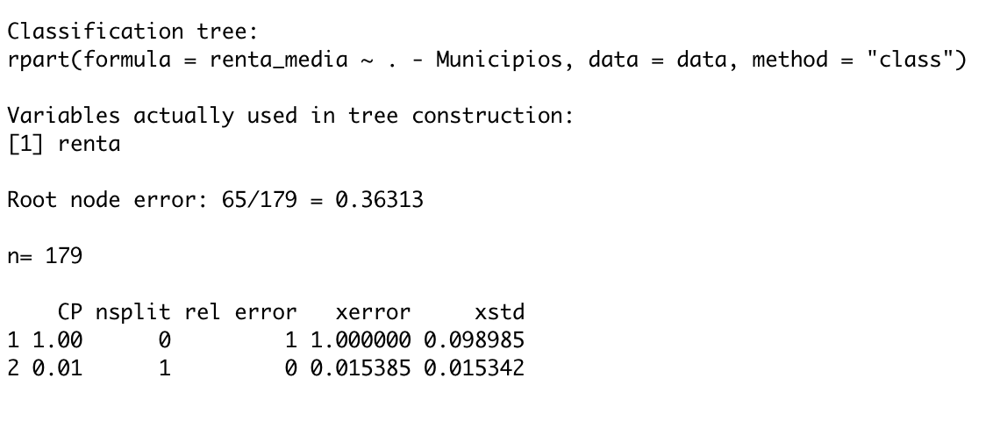 Classification tree:
rpart(formula = renta_media ~ . - Municipios, data = data, method = "class")
Variables actually used in tree construction:
[1] renta
Root node error: 65/179 = 0.36313
n= 179
CP nsplit rel error xerror xstd
1 1.00 0 1 1.000000 0.098985
2 0.01 1 0 0.015385 0.015342